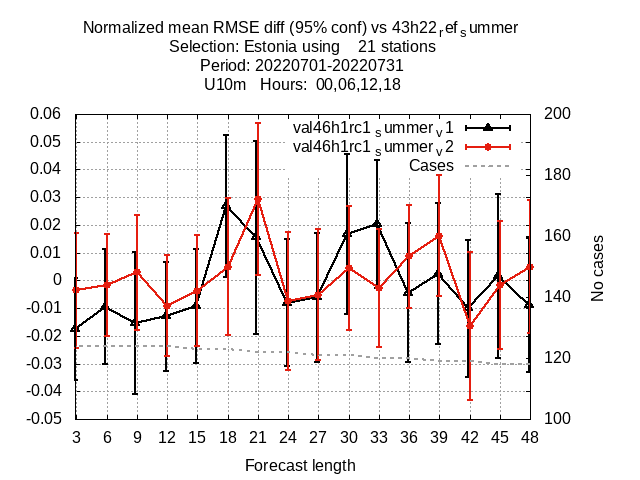 Normalized mean RMSE diff (95% conf) vs 43h22refsummer
Selection: Estonia using 21 stations
Period: 20220701-20220731
U10m Hours: 00,06,12,18
0.06
0.05
0.04
0.03
0.02
0.01
0
-0.01
-0.02
-0.03
-0.04
-0.05
val46h1rc1summerv1
val46h1rc1summerv2
Cases
200
180
160
140
120
100
No cases
3 6 9 12 15 18 21 24 27 30 33 36 39 42 45 48
Forecast length